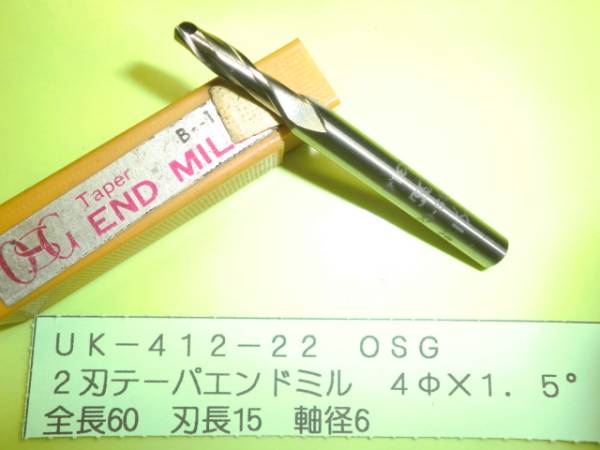 B--1
OSG
Taper
END MIL
UK-412-22 OSG
2刃テーパエンドミル 4Φ×1.5°
全長60 刃長15 軸径6